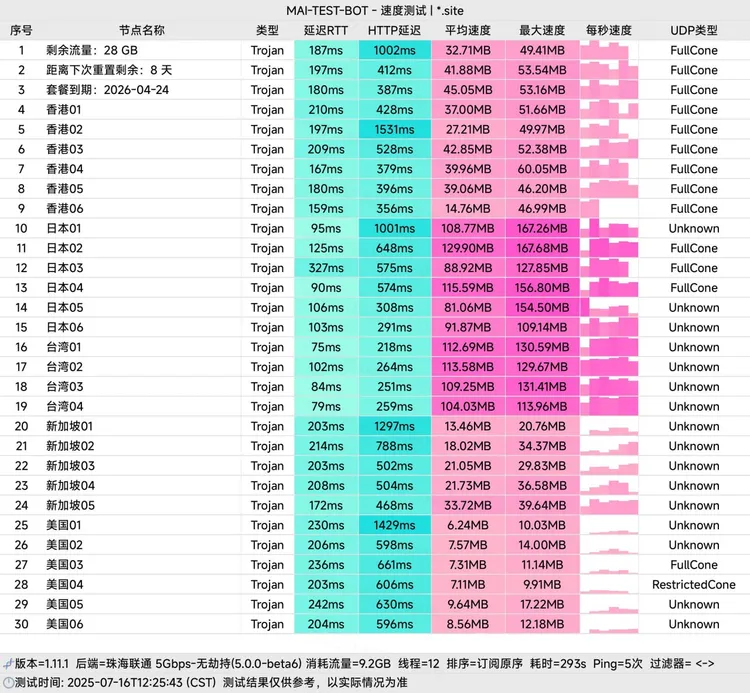 MAI-TEST-BOT - 速度测试 | *.site
序号 节点名称 类型 延迟RTT HTTP延迟 平均速度 最大速度 每秒速度 UDP类型
1 剩余流量：28 GB Trojan 187ms 1002ms 32.71MB 49.41MB FullCone
2 距离下次重置剩余：8 天 Trojan 197ms 412ms 41.88MB 53.54MB FullCone
3 套餐到期：2026-04-24 Trojan 180ms 387ms 45.05MB 53.16MB FullCone
4 香港01 Trojan 210ms 428ms 37.00MB 51.66MB FullCone
5 香港02 Trojan 197ms 1531ms 27.21MB 49.97MB FullCone
6 香港03 Trojan 209ms 528ms 42.85MB 52.38MB FullCone
7 香港04 Trojan 167ms 379ms 39.96MB 60.05MB FullCone
8 香港05 Trojan 180ms 396ms 39.06MB 46.20MB FullCone
9 香港06 Trojan 159ms 356ms 14.76MB 46.99MB FullCone
10 日本01 Trojan 95ms 1001ms 108.77MB 167.26MB Unknown
11 日本02 Trojan 125ms 648ms 129.90MB 167.68MB FullCone
12 日本03 Trojan 327ms 575ms 88.92MB 127.85MB FullCone
13 日本04 Trojan 90ms 574ms 115.59MB 156.80MB FullCone
14 日本05 Trojan 106ms 308ms 81.06MB 154.50MB Unknown
15 日本06 Trojan 103ms 291ms 91.87MB 109.14MB Unknown
16 台湾01 Trojan 75ms 218ms 112.69MB 130.59MB Unknown
17 台湾02 Trojan 102ms 264ms 113.58MB 129.67MB Unknown
18 台湾03 Trojan 84ms 251ms 109.25MB 131.41MB Unknown
19 台湾04 Trojan 79ms 259ms 104.03MB 113.96MB Unknown
20 新加坡01 Trojan 203ms 1297ms 13.46MB 20.76MB Unknown
21 新加坡02 Trojan 214ms 788ms 18.02MB 34.37MB Unknown
22 新加坡03 Trojan 203ms 502ms 21.05MB 29.83MB Unknown
23 新加坡04 Trojan 208ms 504ms 21.73MB 36.58MB Unknown
24 新加坡05 Trojan 172ms 468ms 33.72MB 39.64MB Unknown
25 美国01 Trojan 230ms 1429ms 6.24MB 10.03MB Unknown
26 美国02 Trojan 206ms 598ms 7.57MB 14.00MB Unknown
27 美国03 Trojan 236ms 661ms 7.31MB 11.14MB FullCone
28 美国04 Trojan 203ms 606ms 7.11MB 9.91MB RestrictedCone
29 美国05 Trojan 242ms 630ms 9.64MB 17.22MB Unknown
30 美国06 Trojan 204ms 596ms 8.56MB 12.18MB Unknown
版本=1.11.1 后端=珠海联通 5Gbps-无劫持(5.0.0-beta6) 消耗流量=9.2GB 线程=12 排序=订阅原序 耗时=293s Ping=5次 过滤器= <->
测试时间: 2025-07-16T12:25:43 (CST) 测试结果仅供参考，以实际情况为准